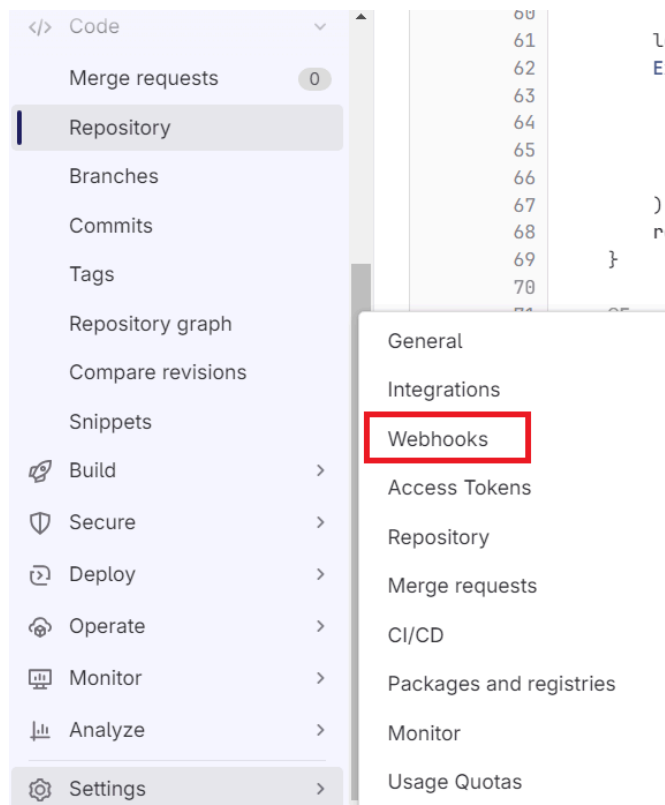 Code
Merge requests 0
Repository
Branches
Commits
Tags
Repository graph
Compare revisions
Snippets
Build
Secure
Deploy
Operate
Monitor
Analyze
Settings
60
61
62 E
63
64
65
66
67 )
68 r
69 }
70
General
Integrations
Webhooks
Access Tokens
Repository
Merge requests
CI/CD
Packages and registries
Monitor
Usage Quotas